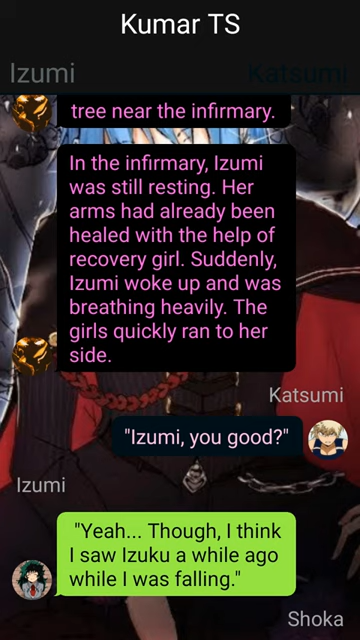 Kumar TS
Izumi
Katsumi
tree near the infirmary.
In the infirmary, Izumi
was still resting. Her
arms had already been
healed with the help of
recovery girl. Suddenly,
Izumi woke up and was
breathing heavily. The
girls quickly ran to her
side.
Katsumi
"Izumi, you good?"
Izumi
"Yeah... Though, I think
I saw Izuku a while ago
while I was falling."
Shoka